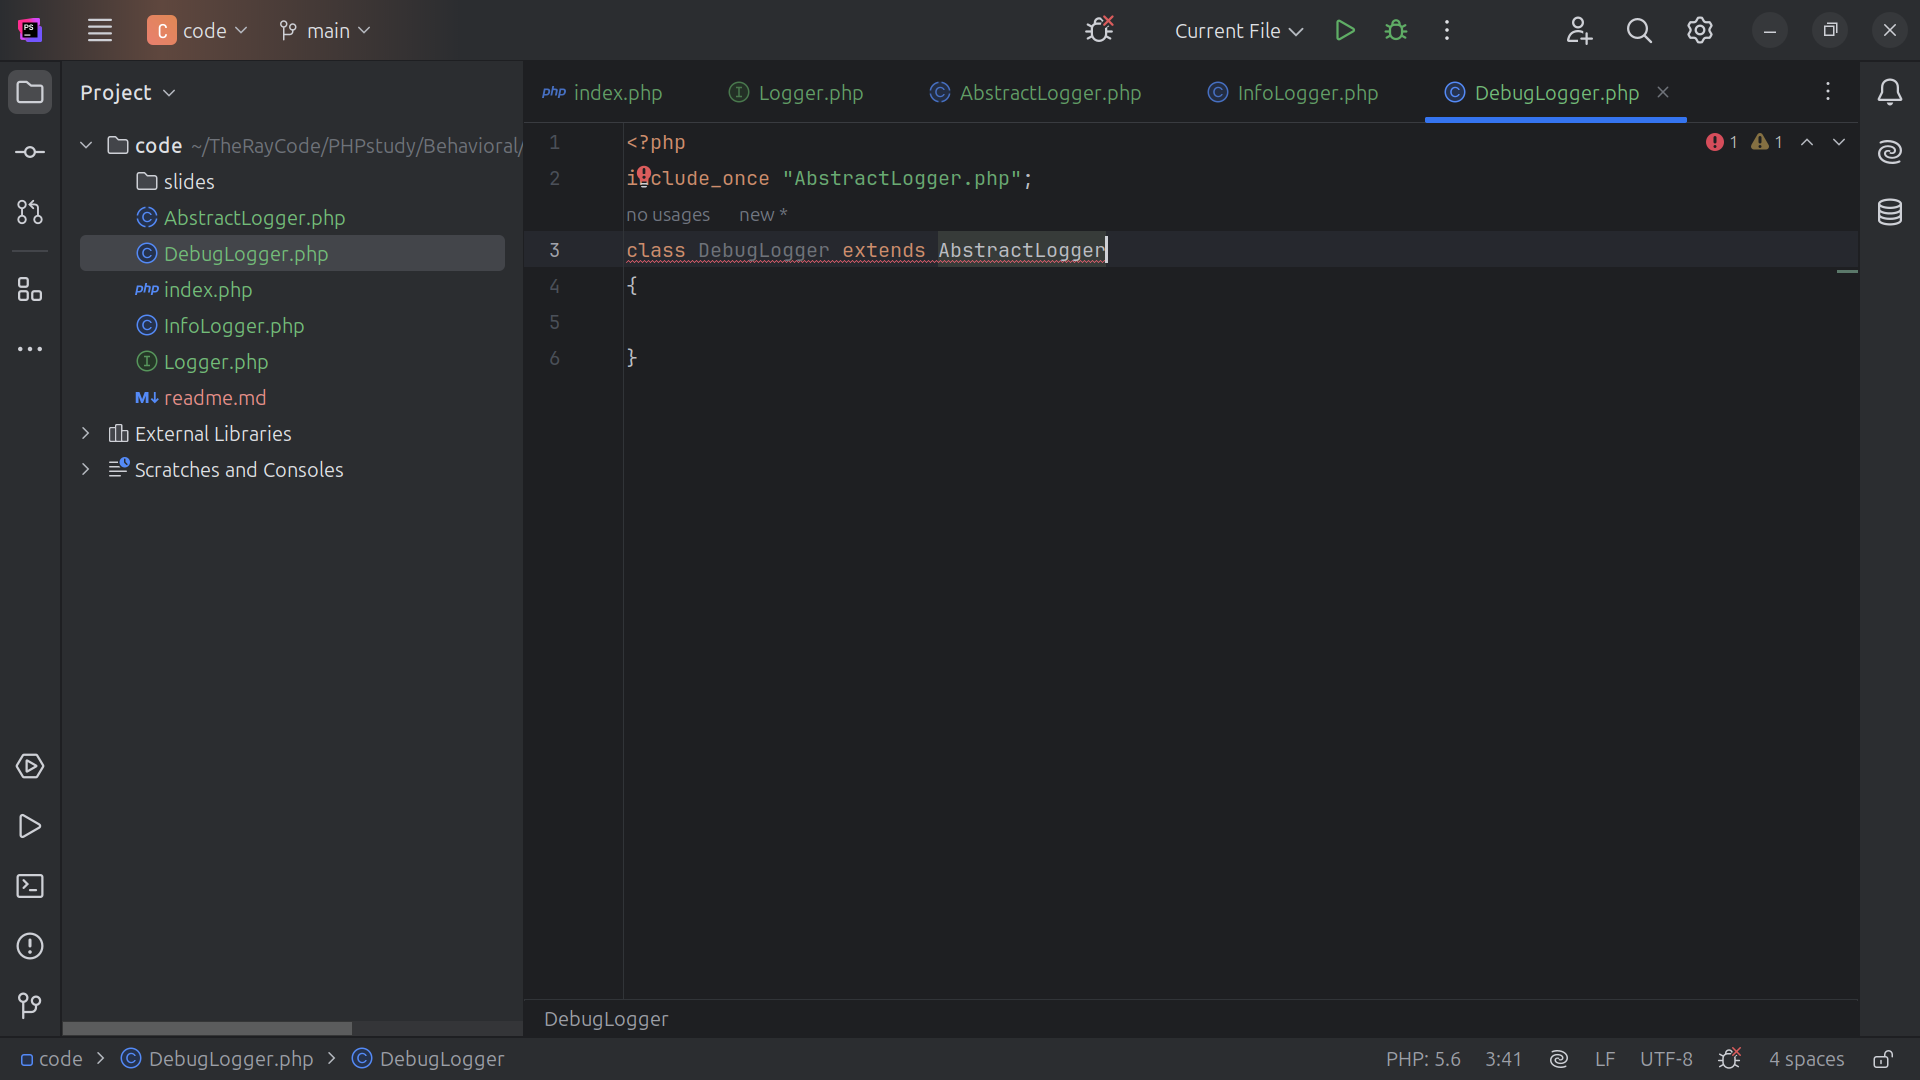 PS
C code main Current File
Project
index.php Logger.php AbstractLogger.php InfoLogger.php DebugLogger.php
code ~/TheRayCode/PHPstudy/Behavioral/
slides
AbstractLogger.php
DebugLogger.php
php index.php
InfoLogger.php
Logger.php
M↓ readme.md
External Libraries
Scratches and Consoles
1 <?php
1 1
2 include_once "AbstractLogger.php";
no usages new *
3 class DebugLogger extends AbstractLogger
4 {
5
6 }
DebugLogger
code > DebugLogger.php > DebugLogger
PHP: 5.6 3:41 LF UTF-8 4 spaces